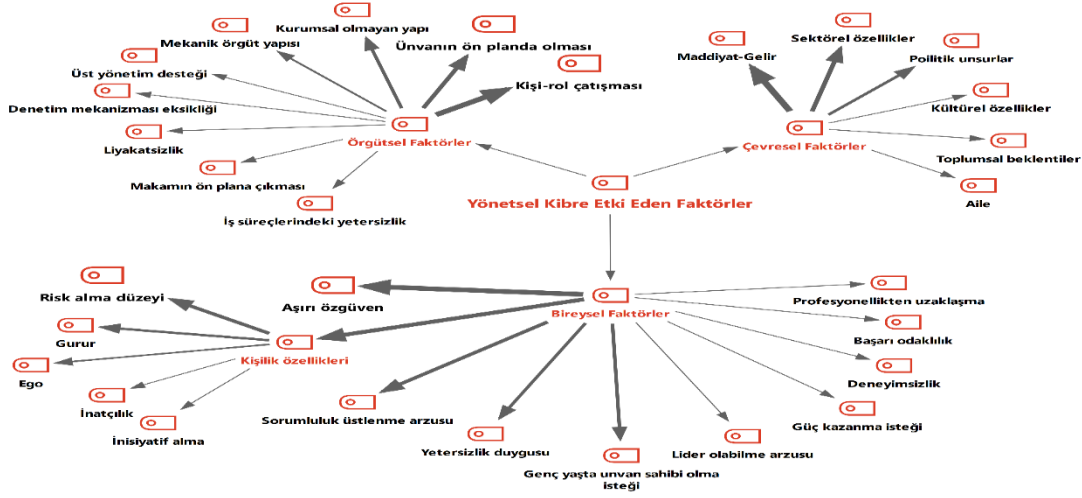 Kurumsal olmayan yapı
Ünvanın ön planda olması
Mekanik örgüt yapısı
Kişi-rol çatışması
Üst yönetim desteği
Denetim mekanizması eksikliği
Liyakatsizlik
Örgütsel Faktörler
Makamın ön plana çıkması
İş süreçlerindeki yetersizlik
Sektörel özellikler
Maddiyat-Gelir
Poilitik unsurlar
Kültürel özellikler
Çevresel Faktörler
Toplumsal beklentiler
Aile
Yönetsel Kibre Etki Eden Faktörler
Risk alma düzeyi
Aşırı özgüven
Bireysel Faktörler
Profesyonellikten uzaklaşma
Başarı odaklılık
Gurur
Kişilik özellikleri
Ego
Deneyimsizlik
İnatçılık
İnisiyatif alma
Sorumluluk üstlenme arzusu
Güç kazanma isteği
Yetersizlik duygusu
Lider olabilme arzusu
Genç yaşta unvan sahibi olma
isteği